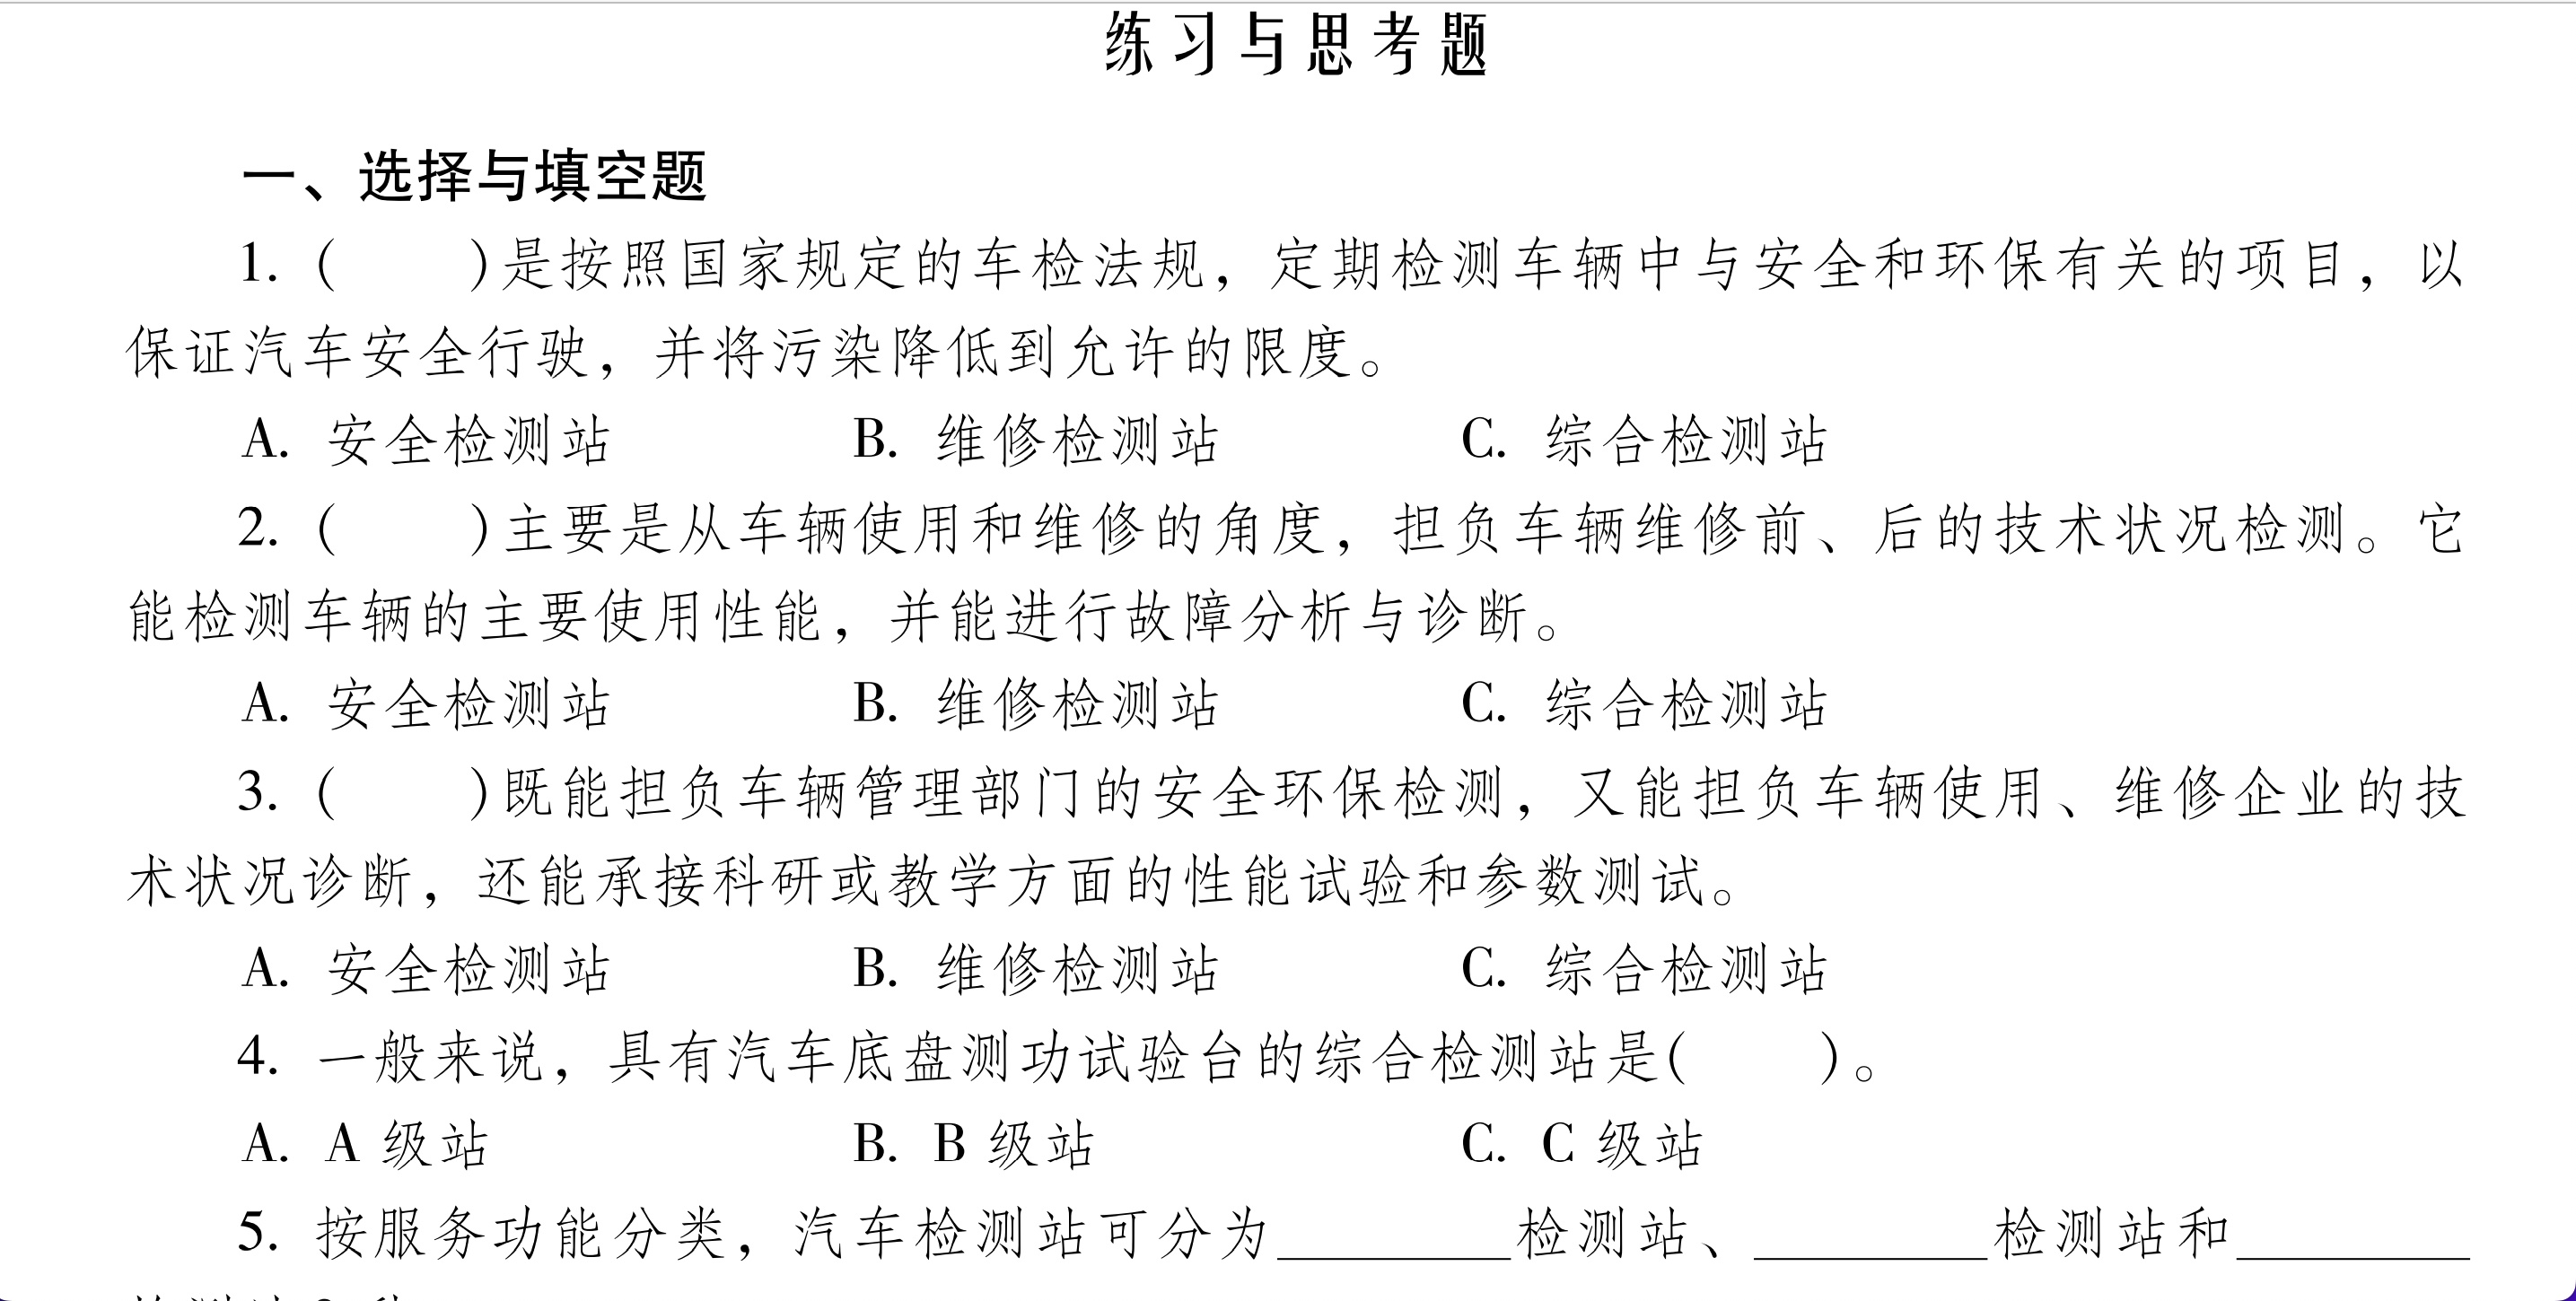 练习与思考题
一、选择与填空题
1. (  )是按照国家规定的车检法规，定期检测车辆中与安全和环保有关的项目，以
保证汽车安全行驶，并将污染降低到允许的限度。
A. 安全检测站 B. 维修检测站 C. 综合检测站
2. (  )主要是从车辆使用和维修的角度，担负车辆维修前、后的技术状况检测。它
能检测车辆的主要使用性能，并能进行故障分析与诊断。
A. 安全检测站 B. 维修检测站 C. 综合检测站
3. (  )既能担负车辆管理部门的安全环保检测，又能担负车辆使用、维修企业的技
术状况诊断，还能承接科研或教学方面的性能试验和参数测试。
A. 安全检测站 B. 维修检测站 C. 综合检测站
4. 一般来说，具有汽车底盘测功试验台的综合检测站是(  )。
A. A 级站 B. B 级站 C. C 级站
5. 按服务功能分类，汽车检测站可分为________检测站、________检测站和________